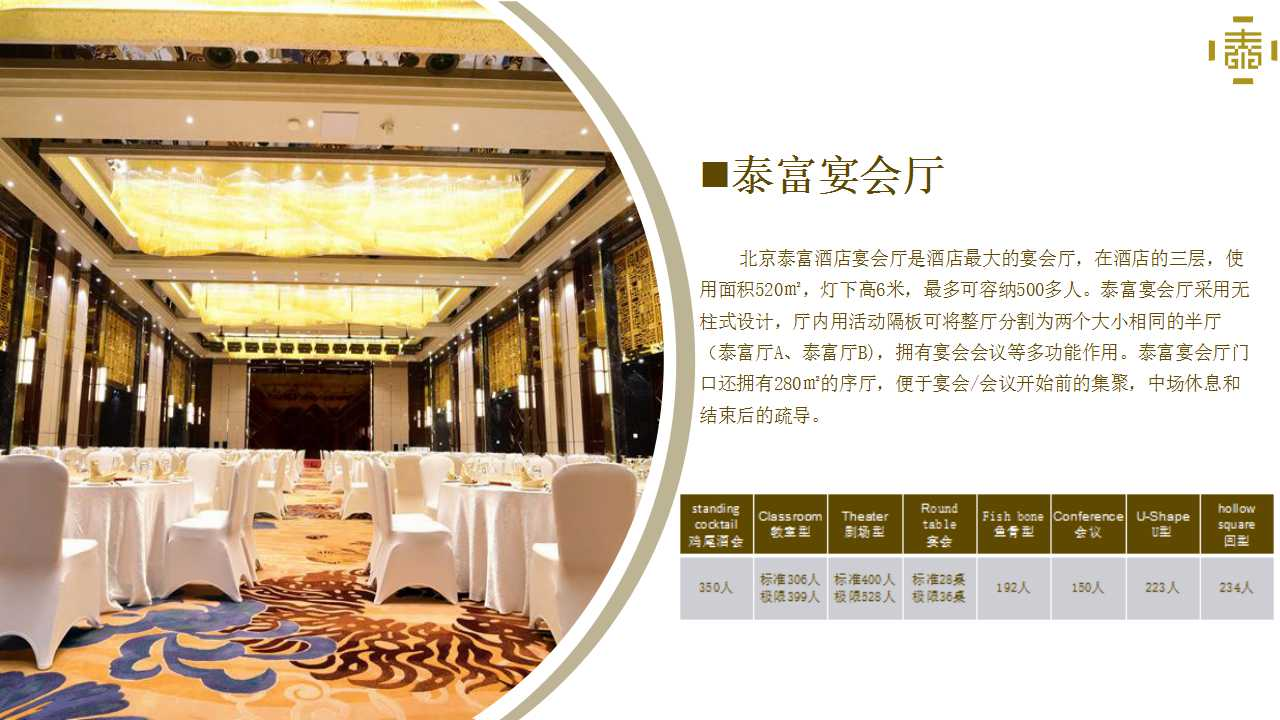 泰
■泰富宴会厅
北京泰富酒店宴会厅是酒店最大的宴会厅，在酒店的三层，使
用面积520㎡，灯下高6米，最多可容纳500多人。泰富宴会厅采用无
柱式设计，厅内用活动隔板可将整厅分割为两个大小相同的半厅
（泰富厅A、泰富厅B)，拥有宴会会议等多功能作用。泰富宴会厅门
口还拥有280㎡的序厅，便于宴会/会议开始前的集聚，中场休息和
结束后的疏导。
standing cocktail 鸡尾酒会 Classroom 教室型 Theater 剧场型 Round table 宴会 Fish bone 鱼骨型 Conference 会议 U-Shape U型 hollow square 回型
350人 标准306人 极限399人 标准400人 极限528人 标准28桌 极限36桌 192人 150人 223人 234人